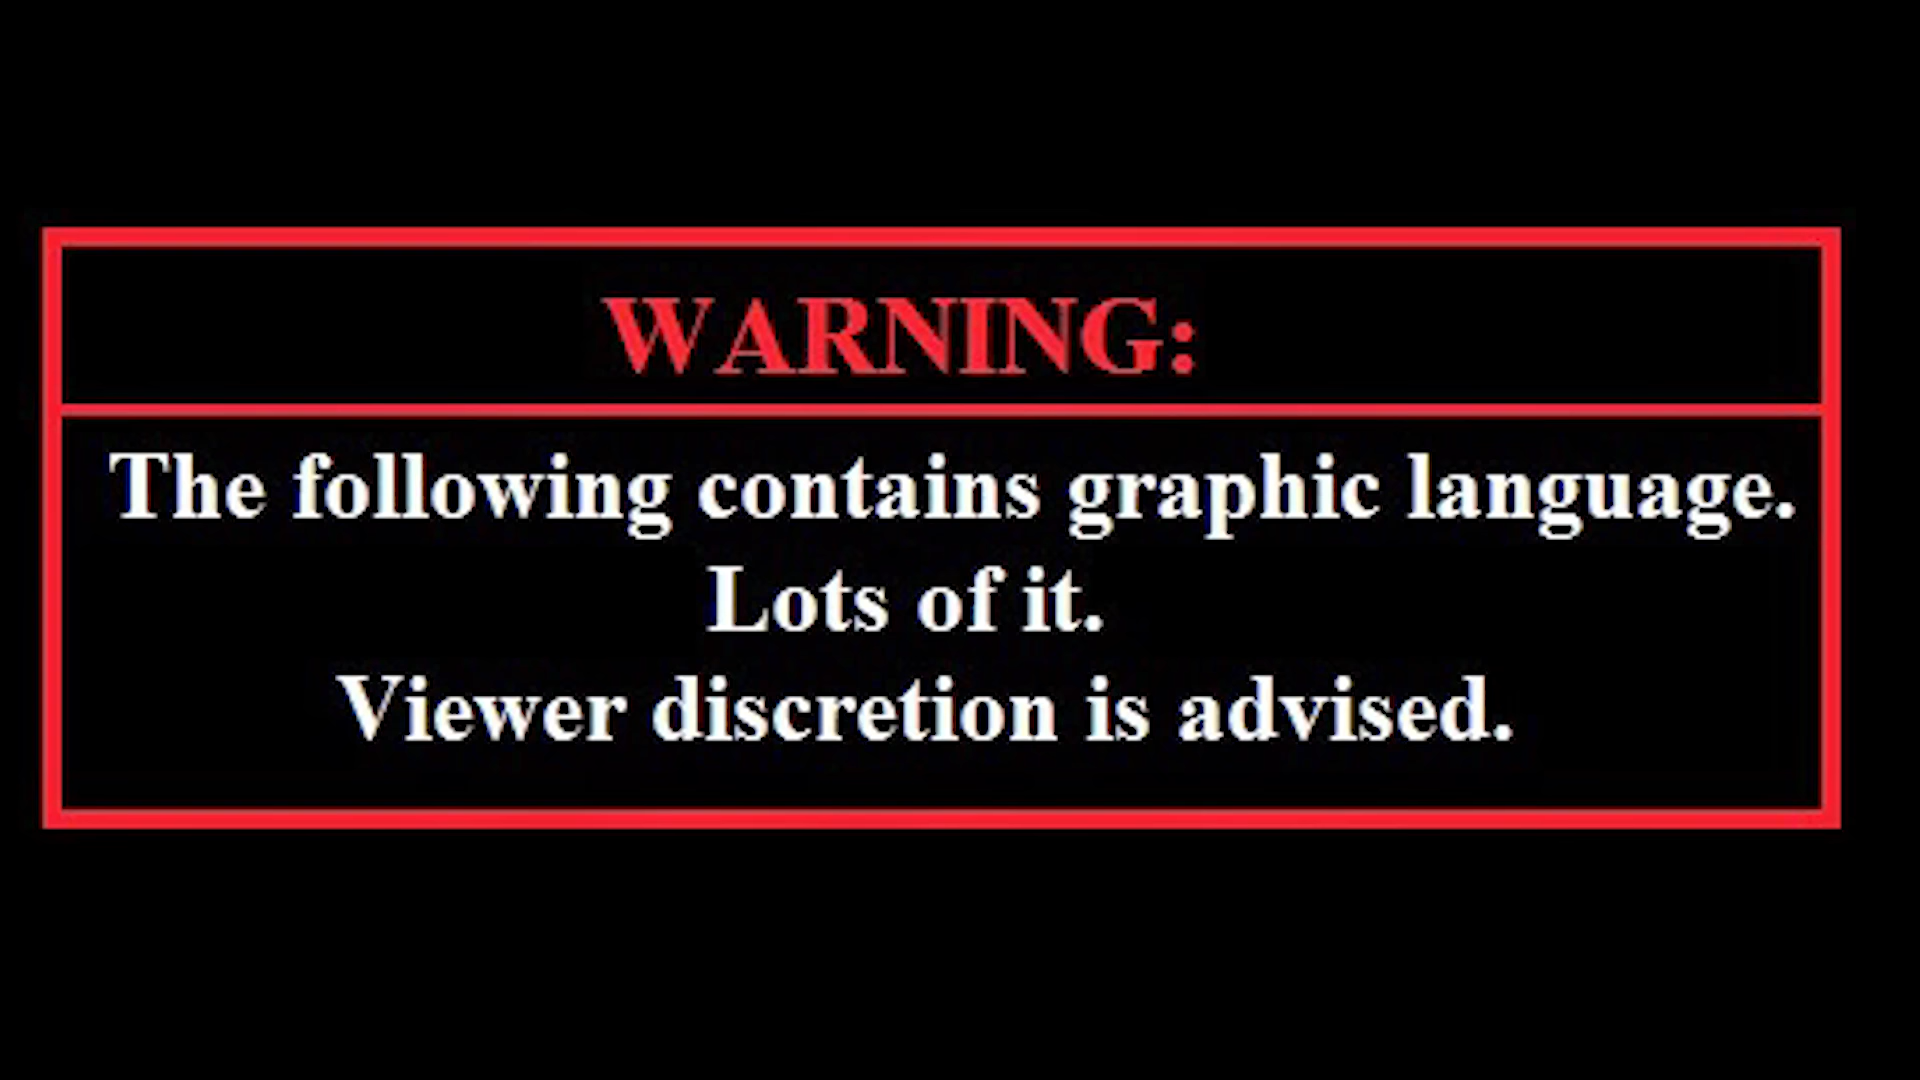 WARNING:
The following contains graphic language.
Lots of it.
Viewer discretion is advised.